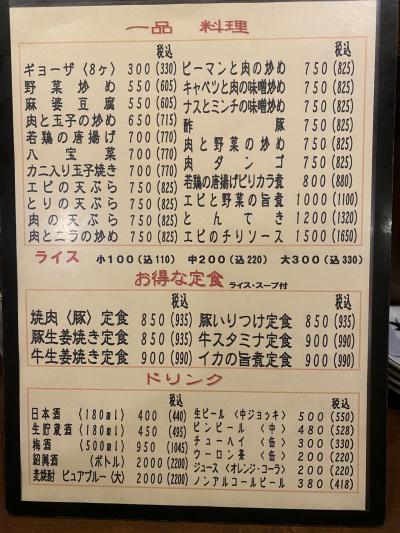 一品 料理
税込
ギョーザ〈8ヶ〉 300(330)
野菜炒め 550(605)
麻婆豆腐 550(605)
肉と玉子の炒め 650(715)
若鶏の唐揚げ 700(770)
八宝菜 700(770)
カニ入り玉子焼き 700(770)
エビの天ぷら 750(825)
とりの天ぷら 750(825)
肉の天ぷら 750(825)
肉とニラの炒め 750(825)
税込
ピーマンと肉の炒め 750(825)
キャベツと肉の味噌炒め 750(825)
ナスとミンチの味噌炒め 750(825)
酢豚 750(825)
肉と野菜の炒め 750(825)
肉ダンゴ 750(825)
若鶏の唐揚げピリカラ煮 800(880)
エビと野菜の旨煮 1000(1100)
とんてき 1200(1320)
エビのチリソース 1500(1650)
ライス 小100(込110) 中200(込220) 大300(込330)
お得な定食 ライス・スープ付
税込
焼肉〈豚〉定食 850(935)
豚生姜焼き定食 850(935)
牛生姜焼き定食 900(990)
税込
豚いりつけ定食 850(935)
牛スタミナ定食 900(990)
イカの旨煮定食 900(990)
ドリンク
税込
日本酒 〈180ml〉 400(440)
生貯蔵酒〈180ml〉 450(495)
梅酒 〈500ml〉 950(1045)
紹興酒 〈ボトル〉 2000(2200)
麦焼酎 ピュアブルー〈大〉 2000(2200)
税込
生ビール〈中ジョッキ〉 500(550)
ビンビール 〈中〉 480(528)
チューハイ 〈缶〉 300(330)
ウーロン茶 〈缶〉 200(220)
ジュース〈オレンジ・コーラ〉 200(220)
ノンアルコールビール 380(418)